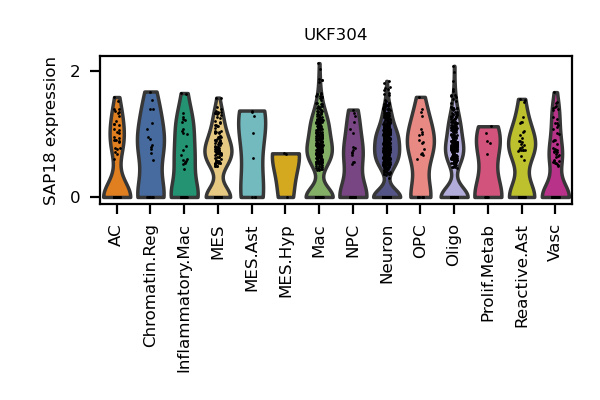 UKF304
SAP18 expression
2
0
AC
Chromatin.Reg
Inflammatory.Mac
MES
MES.Ast
MES.Hyp
Mac
NPC
Neuron
OPC
Oligo
Prolif.Metab
Reactive.Ast
Vasc